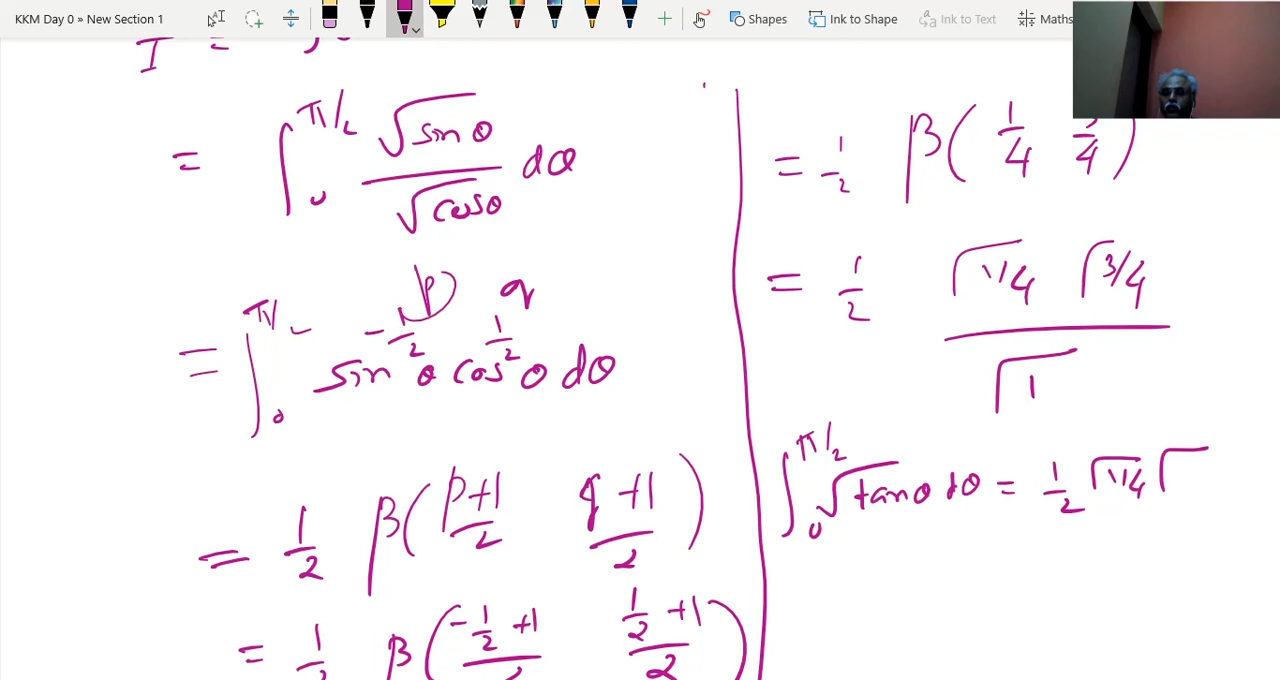 KKM Day 0 » New Section 1
Shapes
Ink to Shape
Ink to Text
Maths
I =
= ∫₀^π/2 √sin θ / √cos θ dθ
p q
= ∫₀^π/2 sin^-1/2 θ cos^1/2 θ dθ
= 1/2 β( p+1/2 q+1/2 )
= 1/2 β( -1/2 +1/2 1/2 +1/2 )
= 1/2 β( 1/4 3/4 )
= 1/2 Γ1/4 Γ3/4 / Γ1
∫₀^π/2 √tan θ dθ = 1/2 Γ1/4 Γ